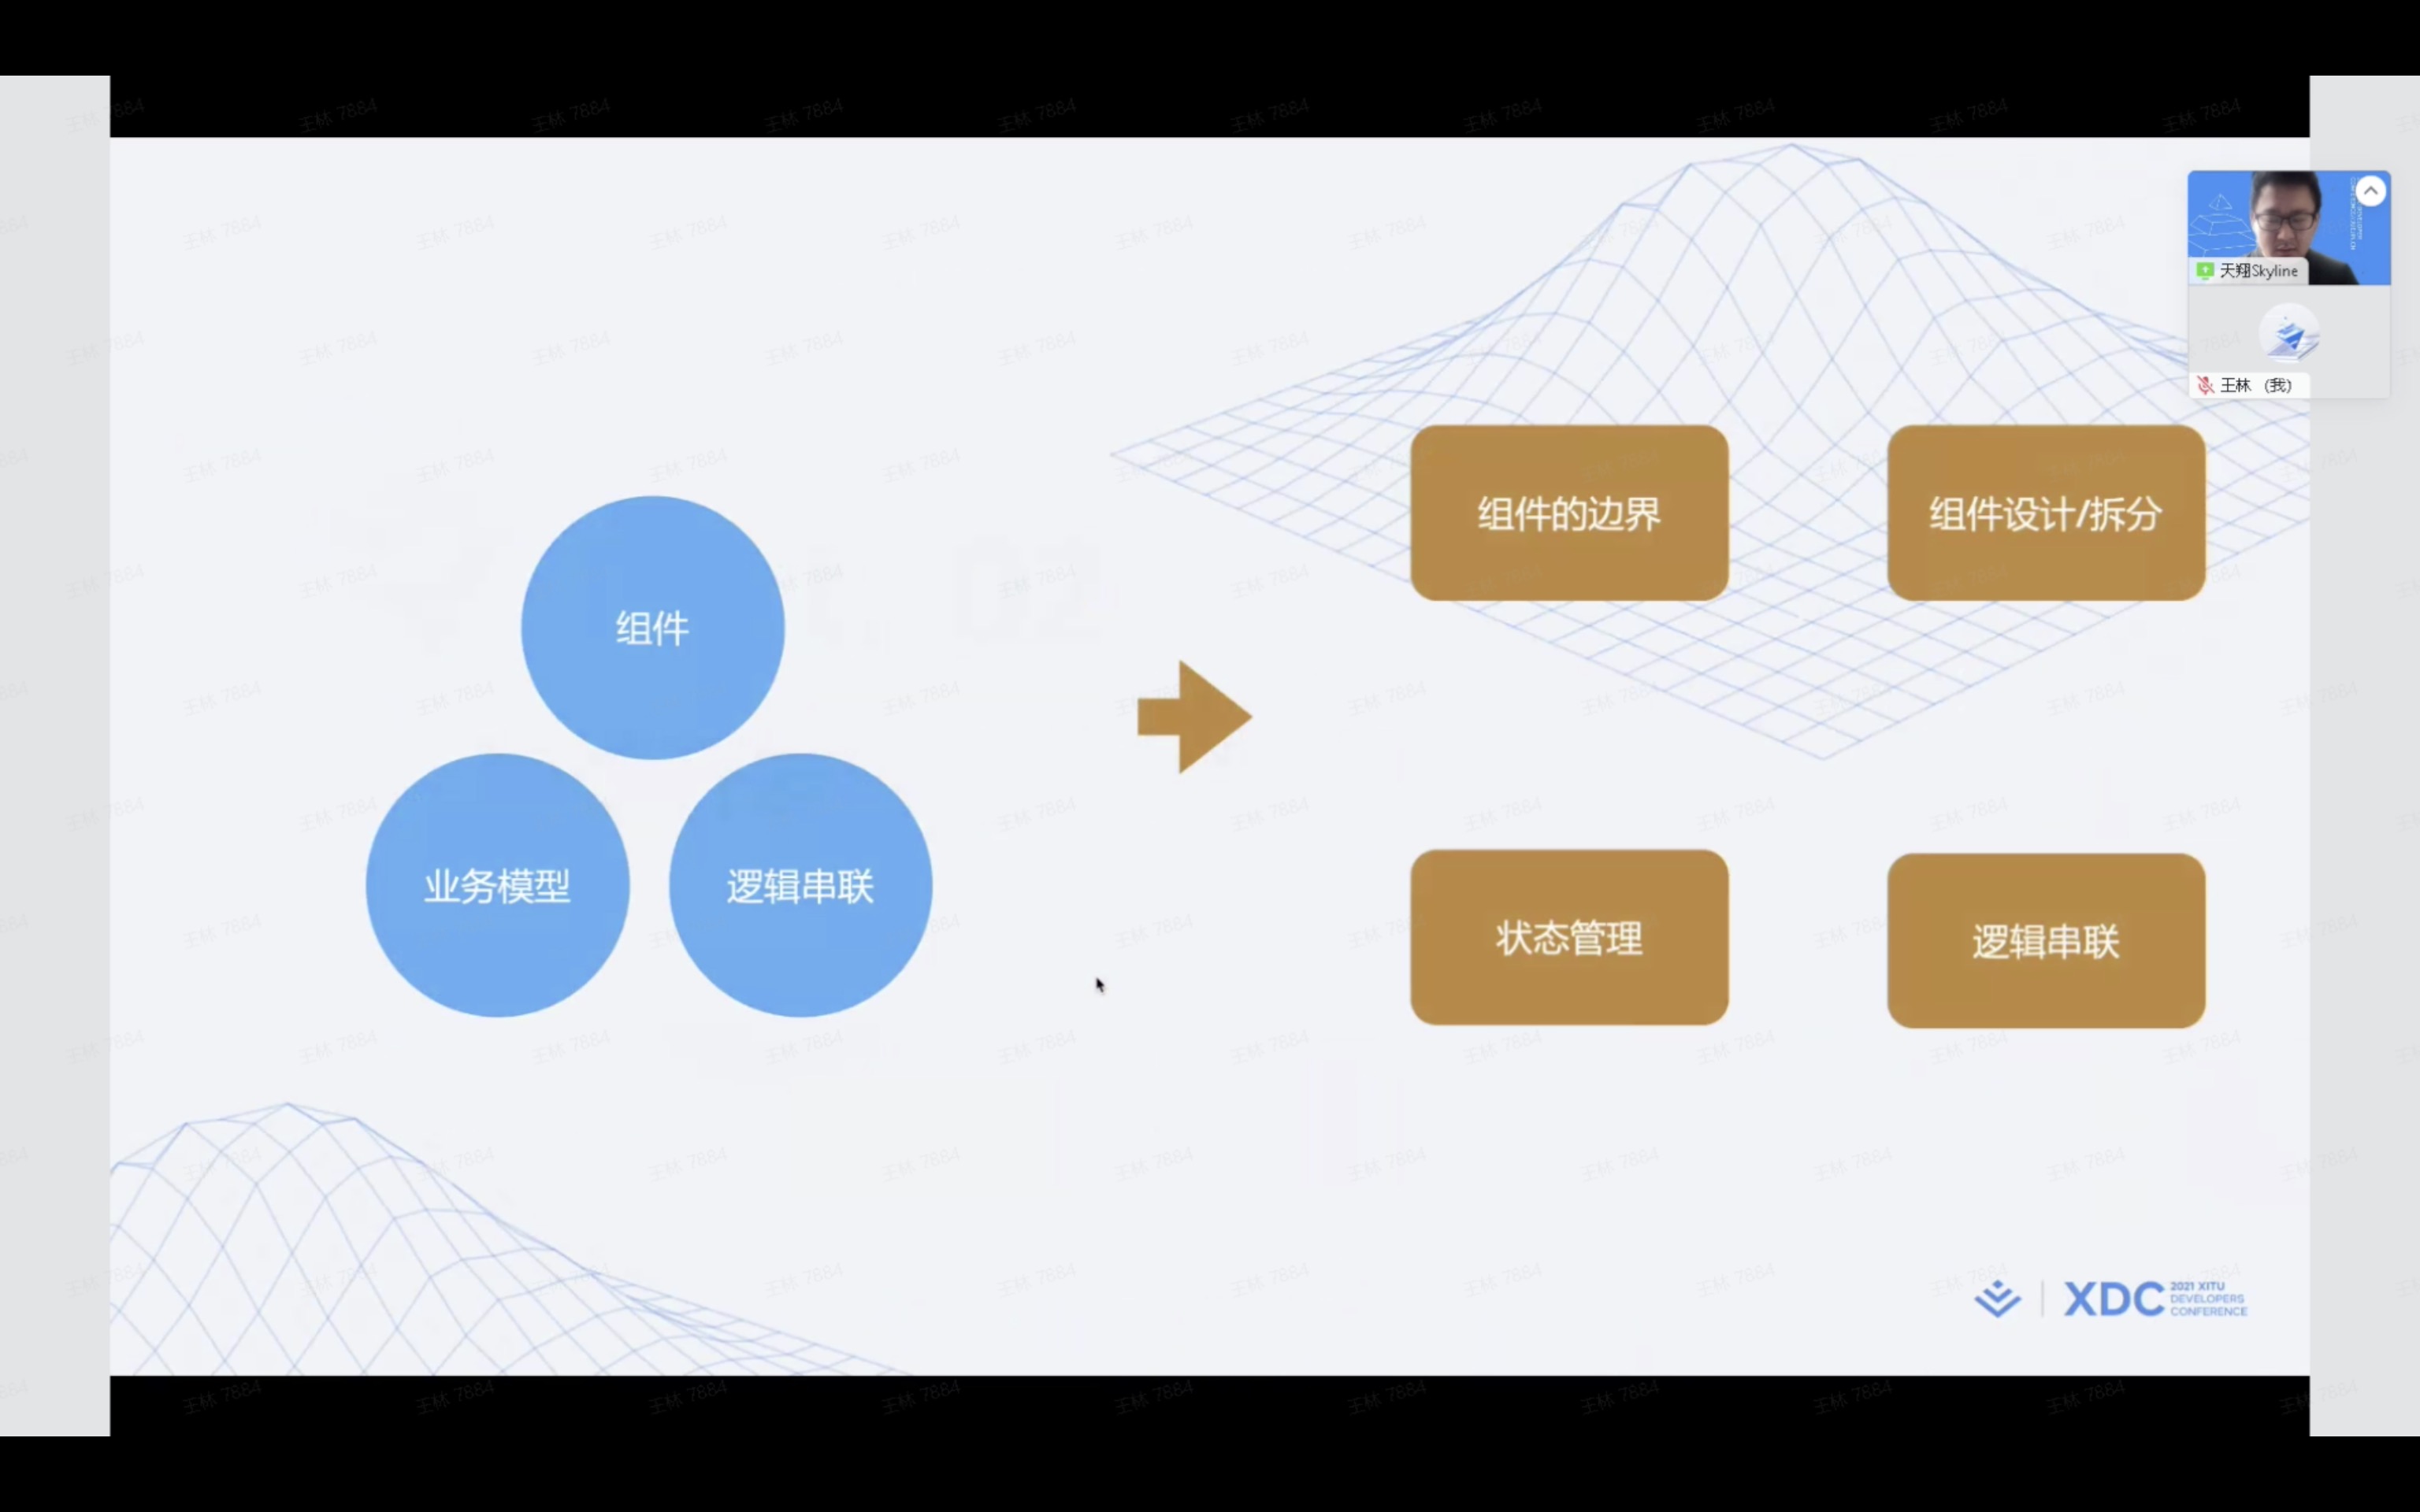 天翔Skyline
王林 （我）
组件的边界
组件设计/拆分
组件
业务模型
逻辑串联
状态管理
逻辑串联
XDC
2021 XITU
DEVELOPERS
CONFERENCE
王林 7884